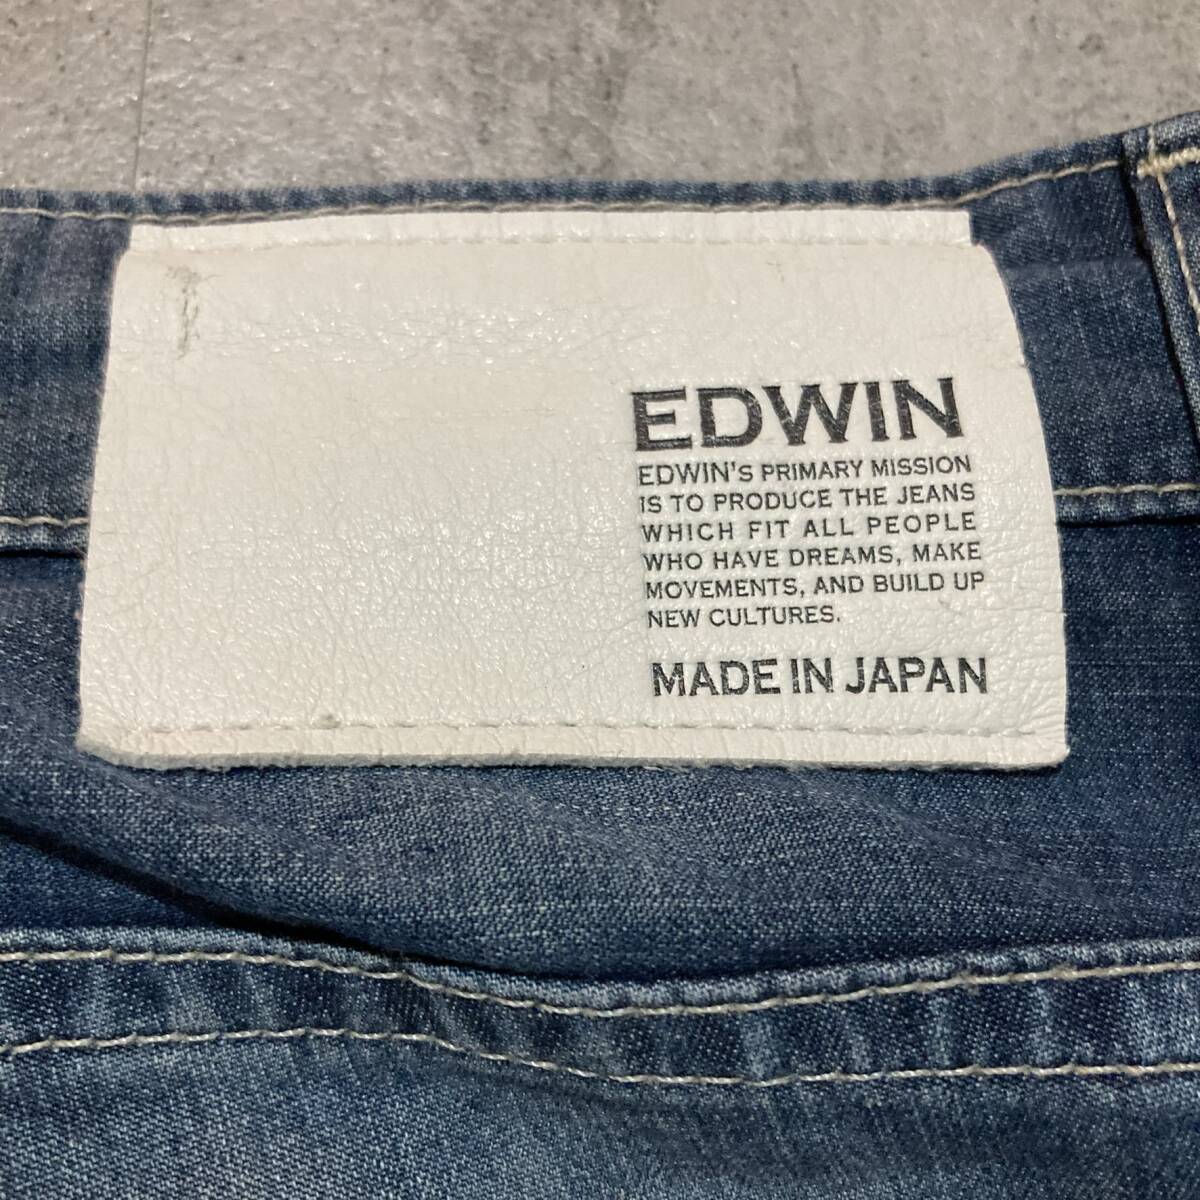 EDWIN
EDWIN'S PRIMARY MISSION
IS TO PRODUCE THE JEANS
WHICH FIT ALL PEOPLE
WHO HAVE DREAMS, MAKE
MOVEMENTS, AND BUILD UP
NEW CULTURES.
MADE IN JAPAN